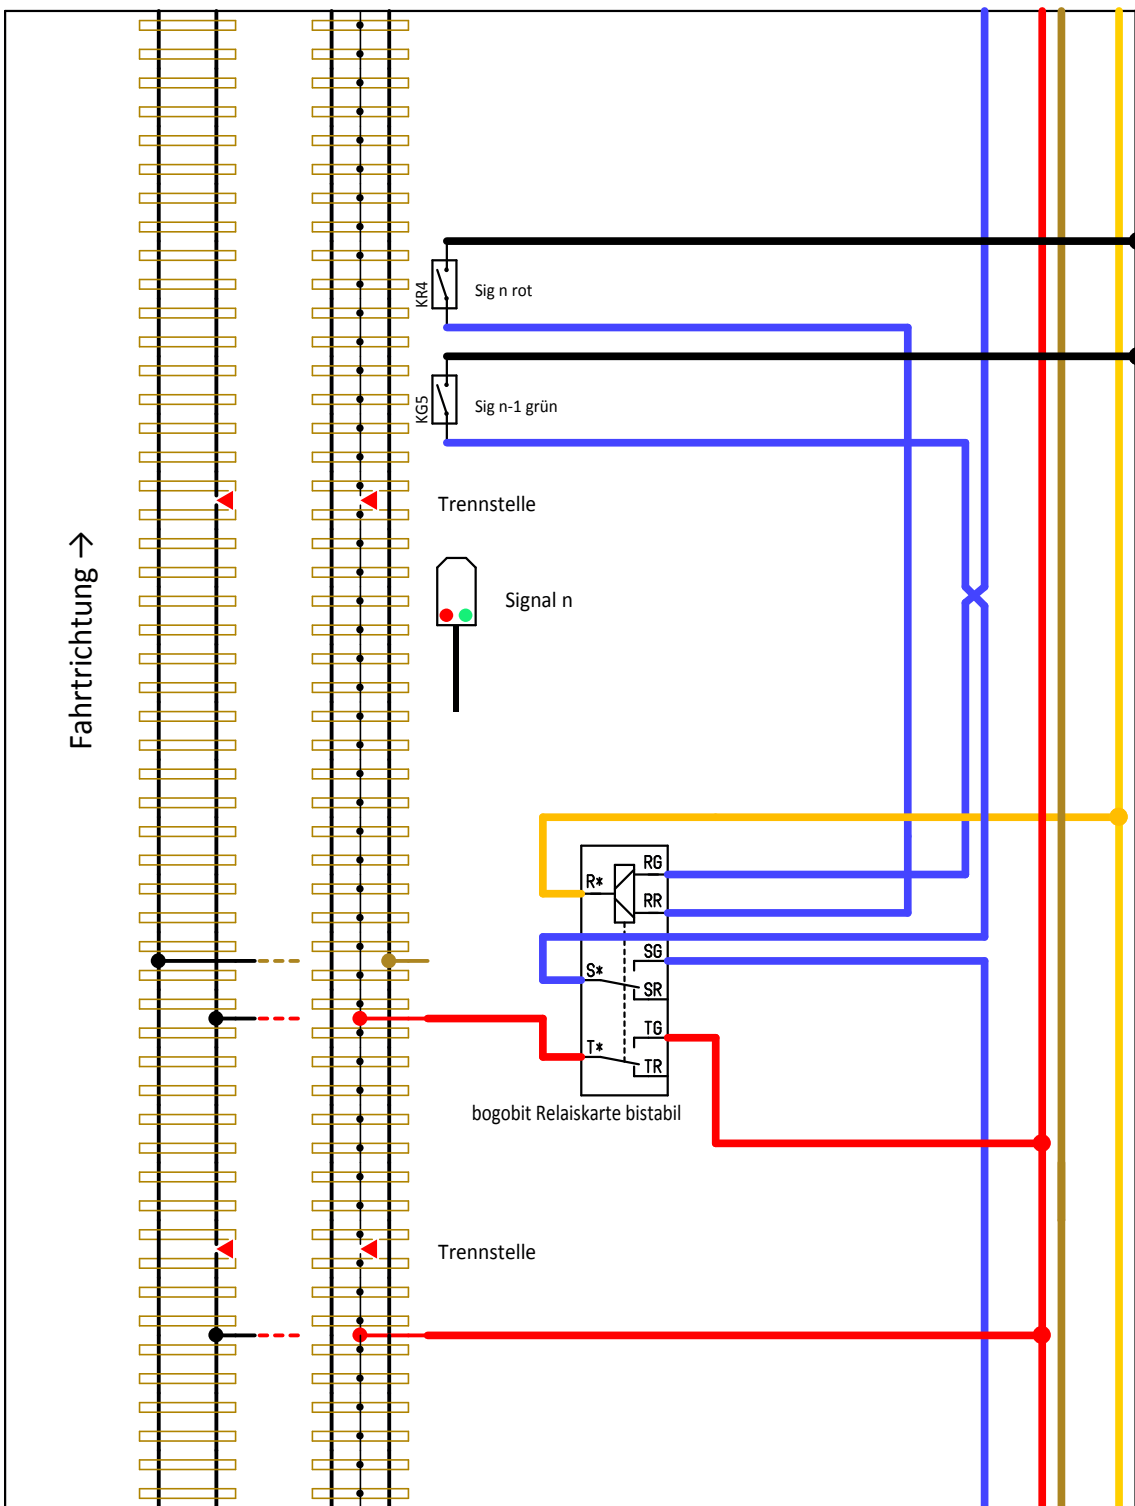 KR4
Sig n rot
KG5
Sig n-1 grün
Trennstelle
Fahrtrichtung →
Signal n
RG
R*
RR
SG
S*
SR
TG
T*
TR
bogobit Relaiskarte bistabil
Trennstelle